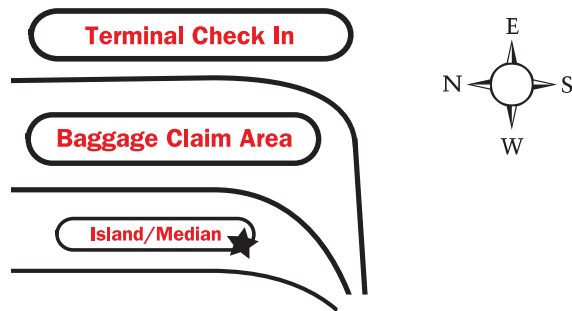 Terminal Check In
E
N
S
Baggage Claim Area
W
Island/Median